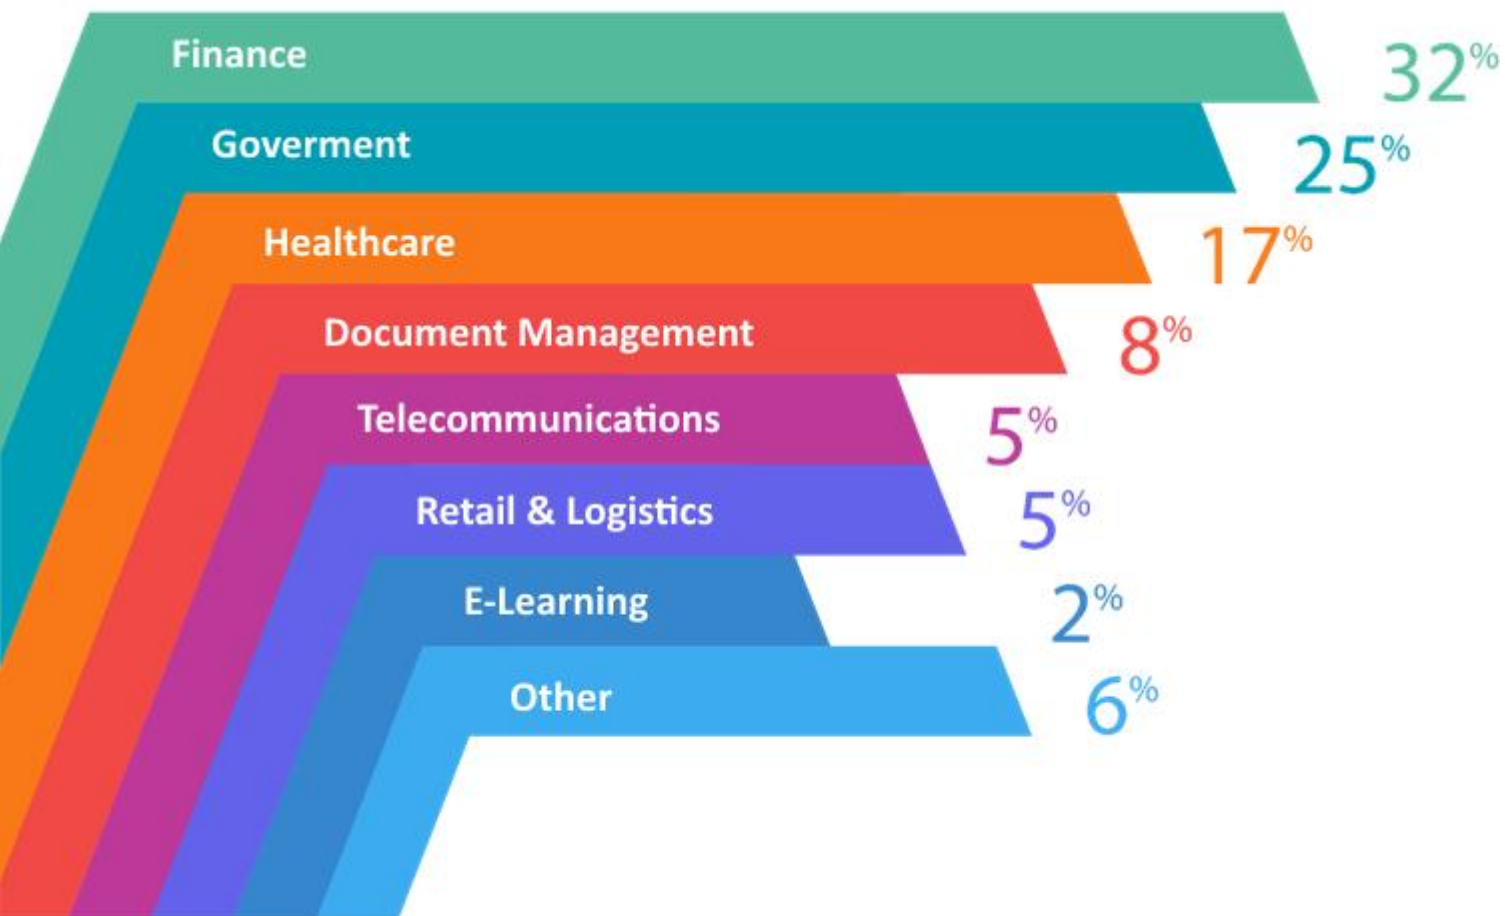 Finance 32%
Goverment 25%
Healthcare 17%
Document Management 8%
Telecommunications 5%
Retail & Logistics 5%
E-Learning 2%
Other 6%